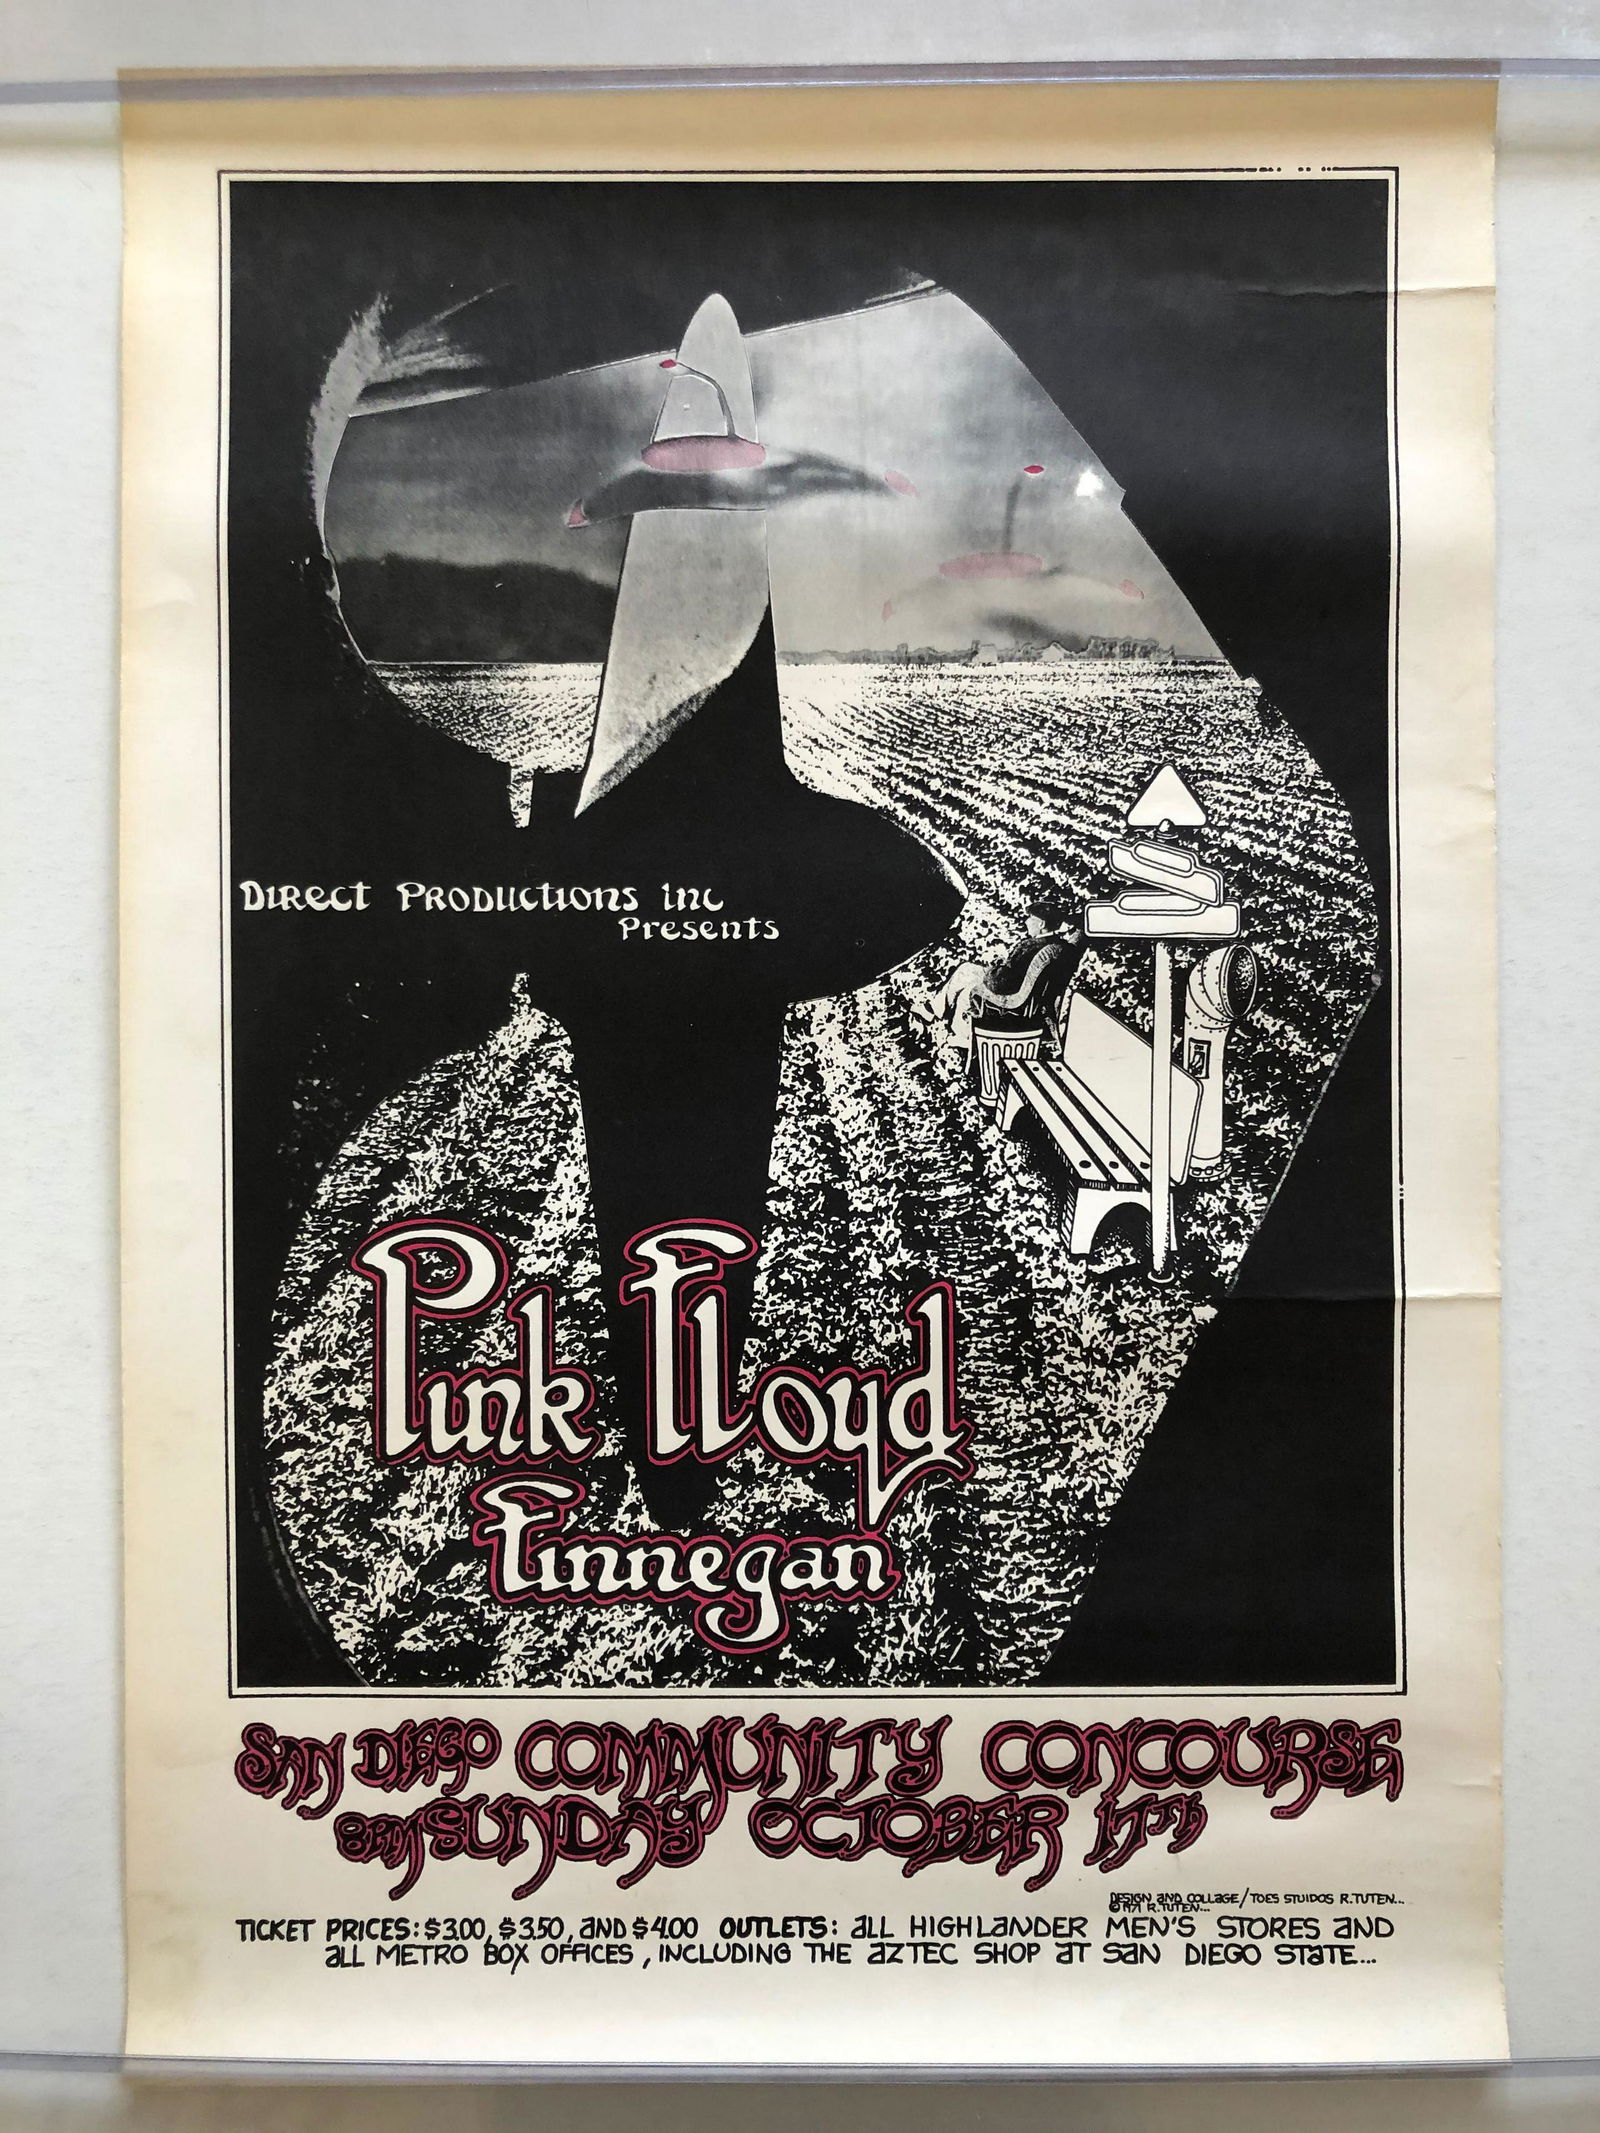 DIRECT PRODUCTIONS inc
Presents
Pink Floyd
Finnegan
SAN DIEGO COMMUNITY CONCOURSE
8PM SUNDAY OCTOBER 17th
DESIGN AND COLLAGE/TOES STUIDOS R.TUTEN...
© 1971 R.TUTEN...
TICKET PRICES: $3.00, $3.50, AND $4.00 OUTLETS: ALL HIGHLANDER MEN'S STORES AND
ALL METRO BOX OFFICES, INCLUDING THE AZTEC SHOP AT SAN DIEGO STATE...